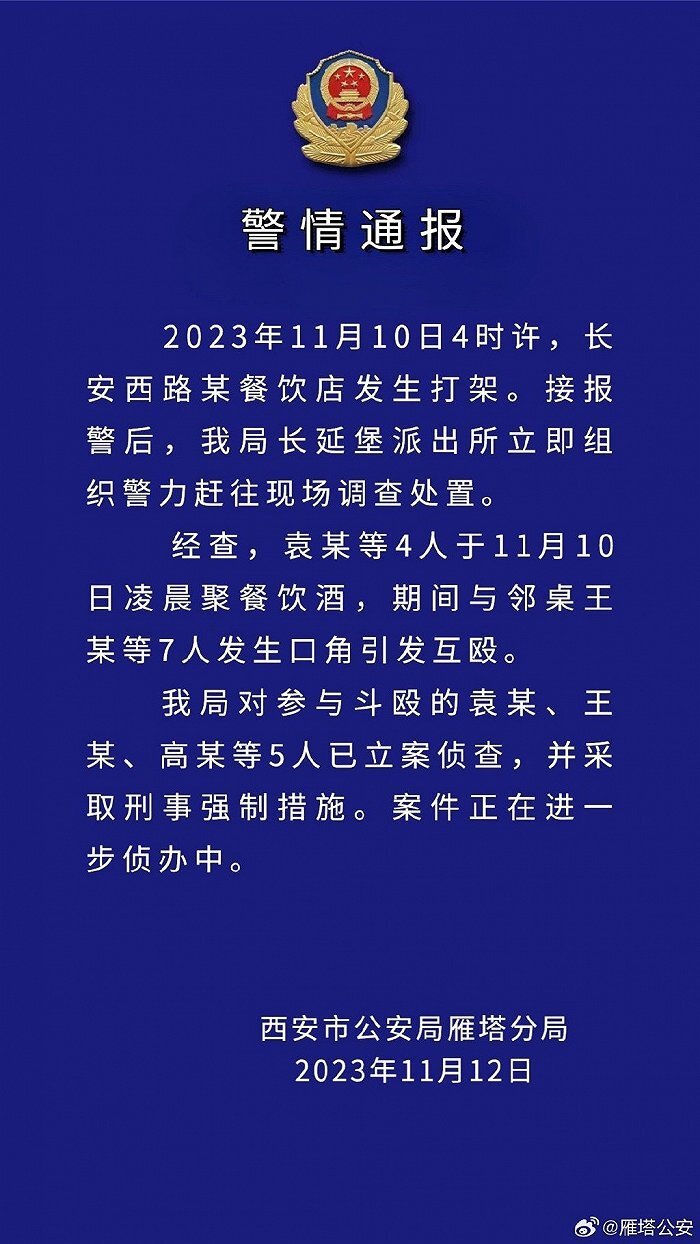 警情通报
2023年11月10日4时许，长
安西路某餐饮店发生打架。接报
警后，我局长延堡派出所立即组
织警力赶往现场调查处置。
经查，袁某等4人于11月10
日凌晨聚餐饮酒，期间与邻桌王
某等7人发生口角引发互殴。
我局对参与斗殴的袁某、王
某、高某等5人已立案侦查，并采
取刑事强制措施。案件正在进一
步侦办中。
西安市公安局雁塔分局
2023年11月12日
@雁塔公安